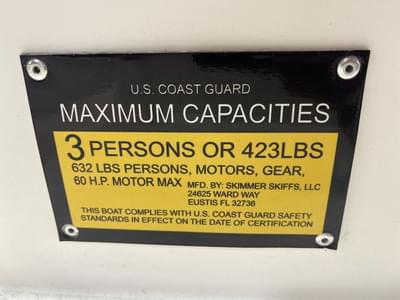 U.S. COAST GUARD
MAXIMUM CAPACITIES
3 PERSONS OR 423LBS
632 LBS PERSONS, MOTORS, GEAR,
60 H.P. MOTOR MAX MFD. BY: SKIMMER SKIFFS, LLC
24625 WARD WAY
EUSTIS FL 32736
THIS BOAT COMPLIES WITH U.S. COAST GUARD SAFETY
STANDARDS IN EFFECT ON THE DATE OF CERTIFICATION